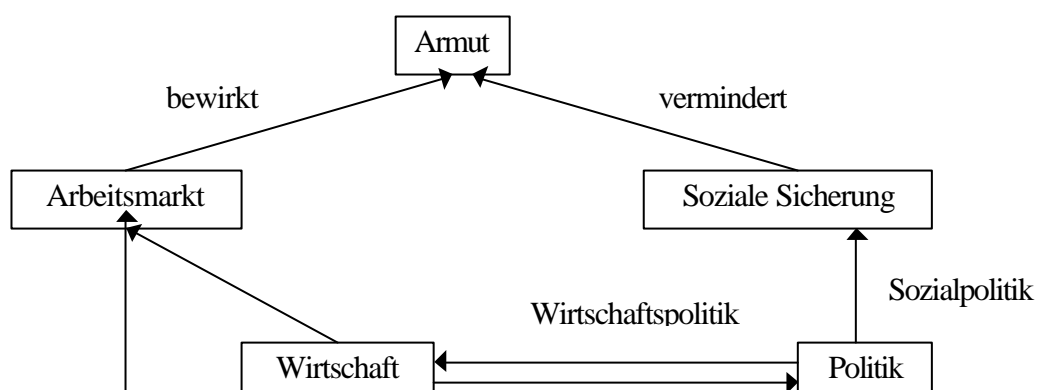 Armut
bewirkt
vermindert
Arbeitsmarkt
Soziale Sicherung
Sozialpolitik
Wirtschaftspolitik
Wirtschaft
Politik